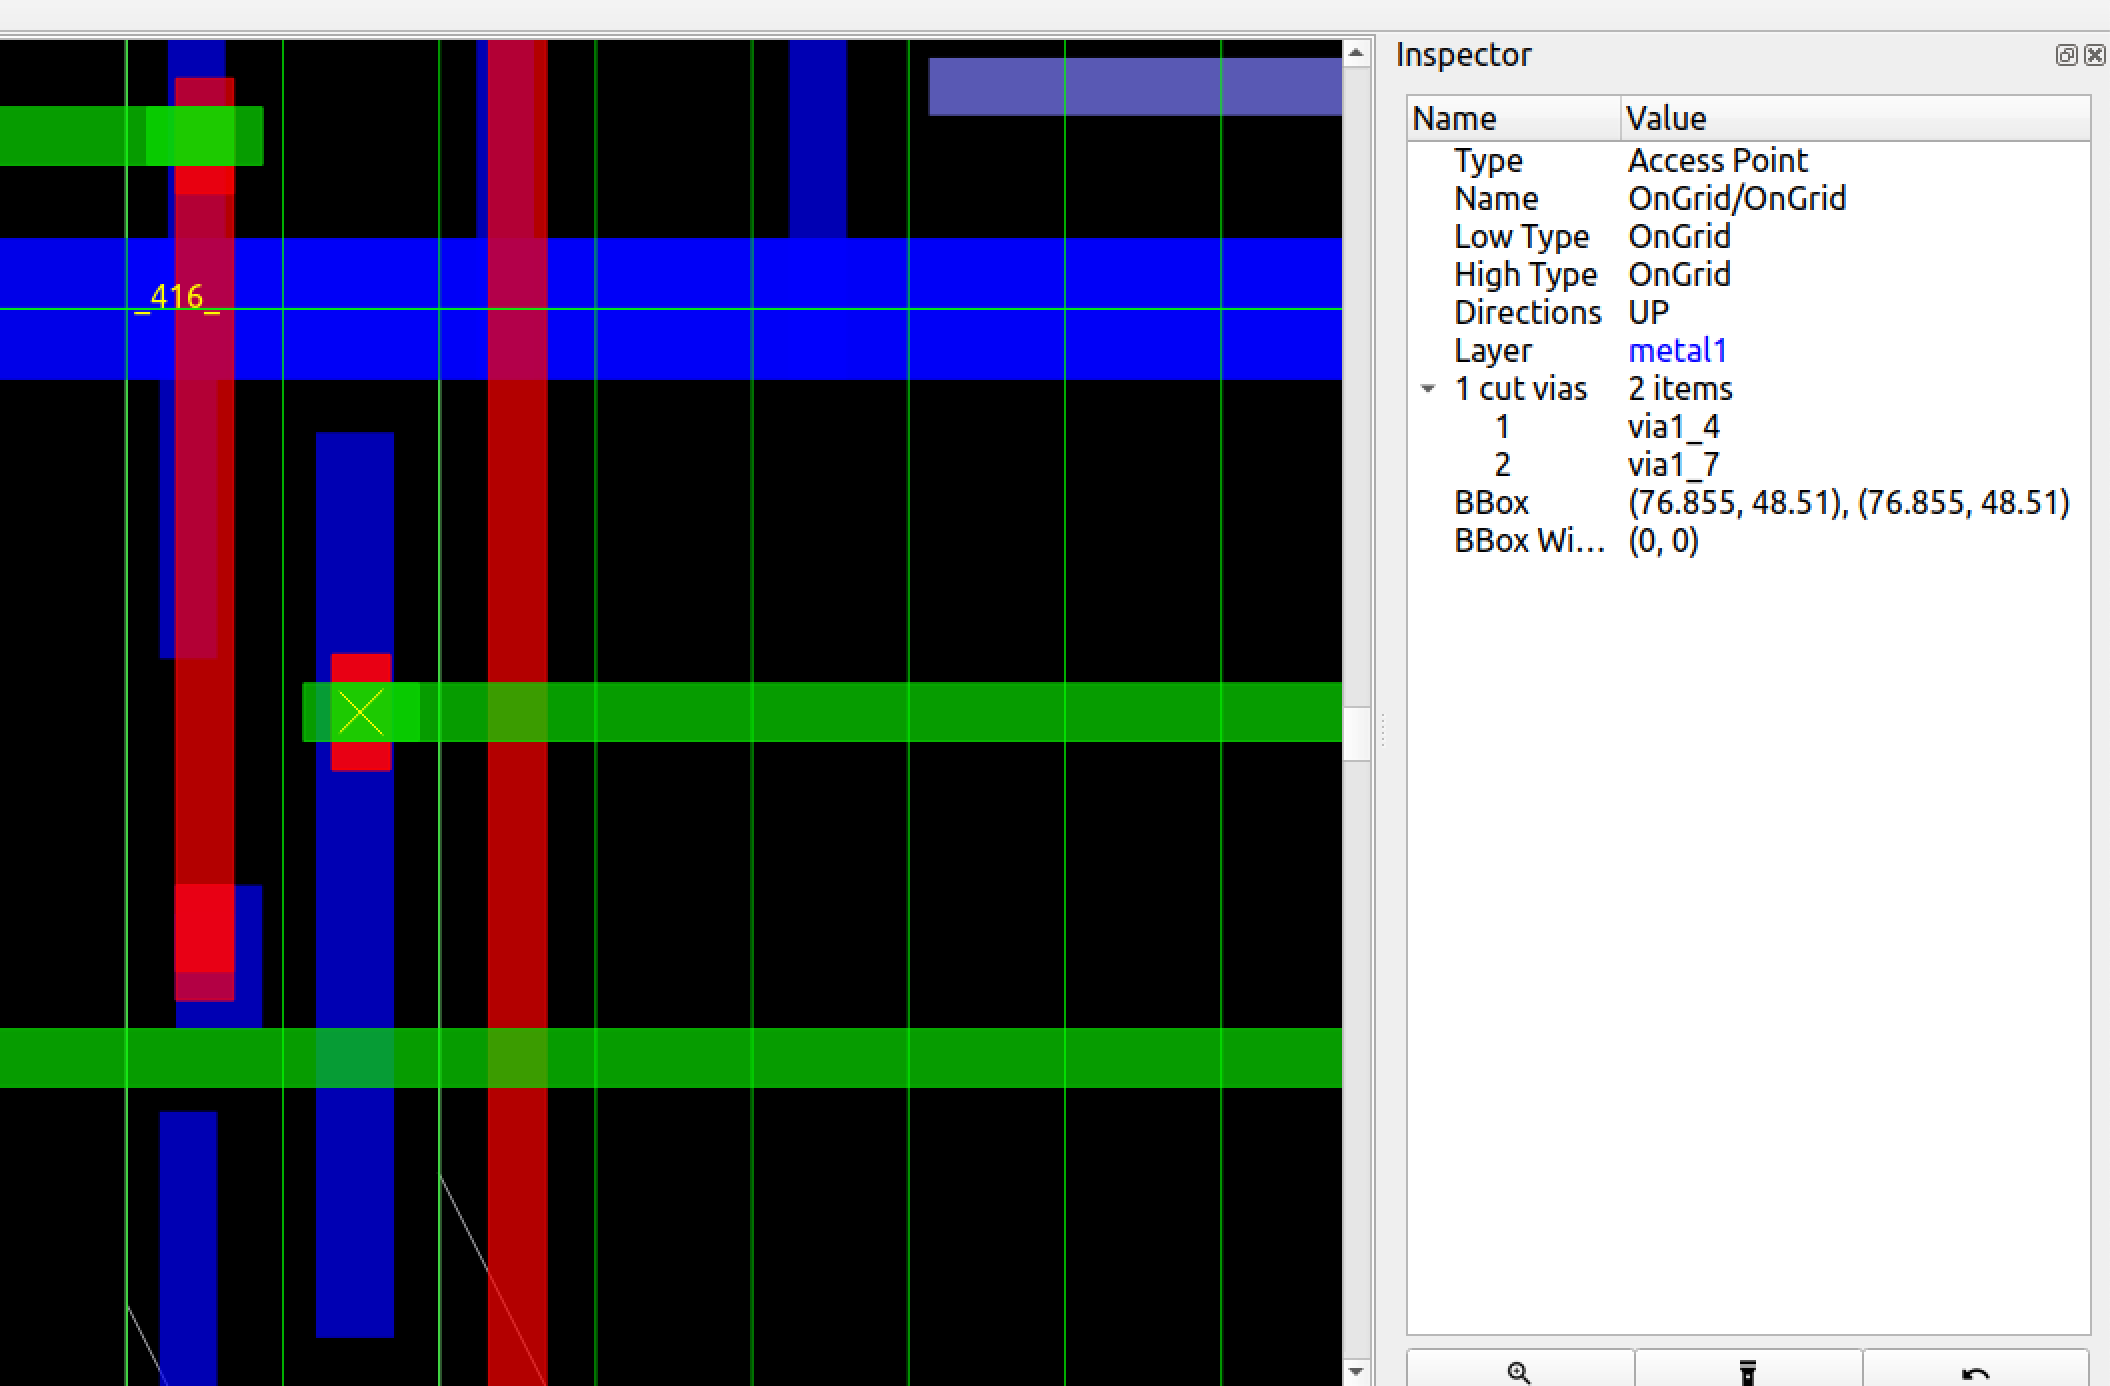 Inspector
Name Value
Type Access Point
Name OnGrid/OnGrid
Low Type OnGrid
High Type OnGrid
Directions UP
Layer metal1
1 cut vias 2 items
1 via1_4
2 via1_7
BBox (76.855, 48.51), (76.855, 48.51)
BBox Wi... (0, 0)
_416_